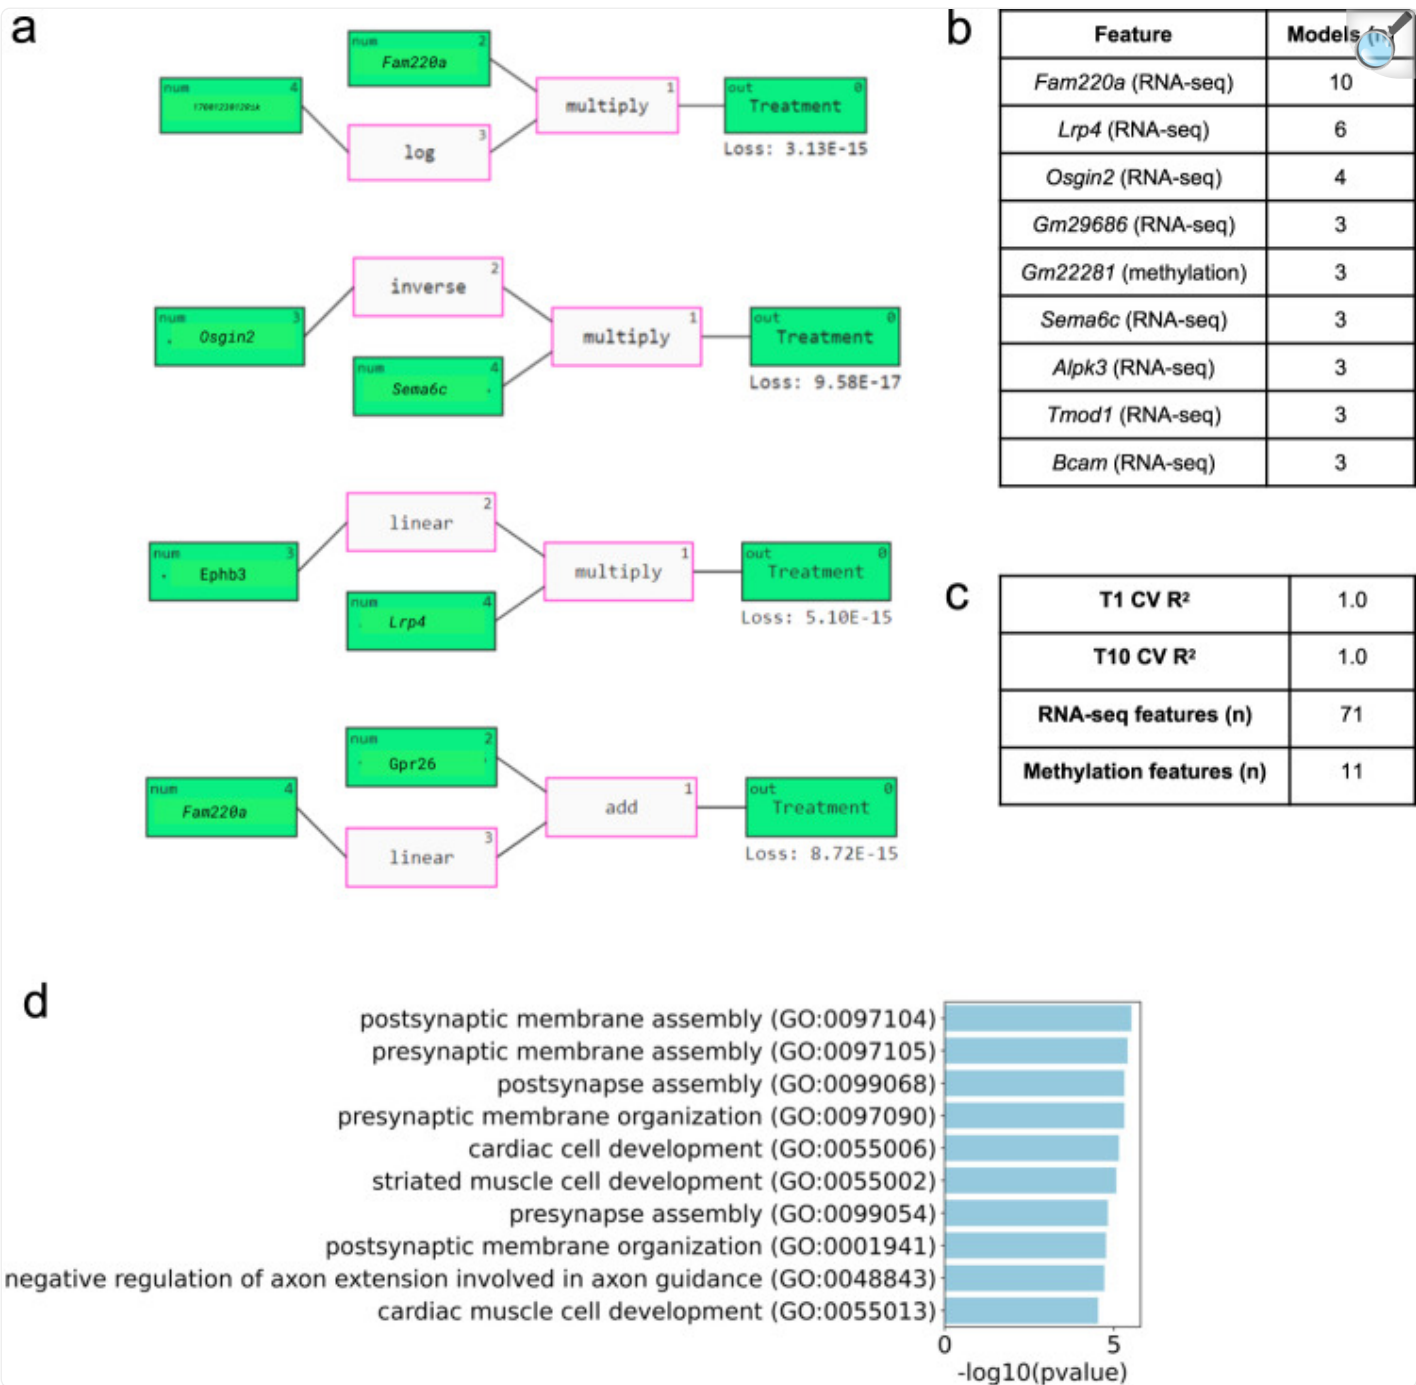 a
num 2
Fam220a
num 4
multiply 1
out 0
Treatment
log 3
Loss: 3.13E-15
inverse 2
num 3
Osgin2
multiply 1
out 0
Treatment
num 4
Sema6c
Loss: 9.58E-17
linear 2
num 3
Ephb3
multiply 1
out 0
Treatment
num 4
Lrp4
Loss: 5.10E-15
num 2
Gpr26
num 4
Fam220a
add 1
out 0
Treatment
linear 3
Loss: 8.72E-15
b
Feature Models (n)
Fam220a (RNA-seq) 10
Lrp4 (RNA-seq) 6
Osgin2 (RNA-seq) 4
Gm29686 (RNA-seq) 3
Gm22281 (methylation) 3
Sema6c (RNA-seq) 3
Alpk3 (RNA-seq) 3
Tmod1 (RNA-seq) 3
Bcam (RNA-seq) 3
c
T1 CV R² 1.0
T10 CV R² 1.0
RNA-seq features (n) 71
Methylation features (n) 11
d
postsynaptic membrane assembly (GO:0097104)
presynaptic membrane assembly (GO:0097105)
postsynapse assembly (GO:0099068)
presynaptic membrane organization (GO:0097090)
cardiac cell development (GO:0055006)
striated muscle cell development (GO:0055002)
presynapse assembly (GO:0099054)
postsynaptic membrane organization (GO:0001941)
negative regulation of axon extension involved in axon guidance (GO:0048843)
cardiac muscle cell development (GO:0055013)
0 5
-log10(pvalue)